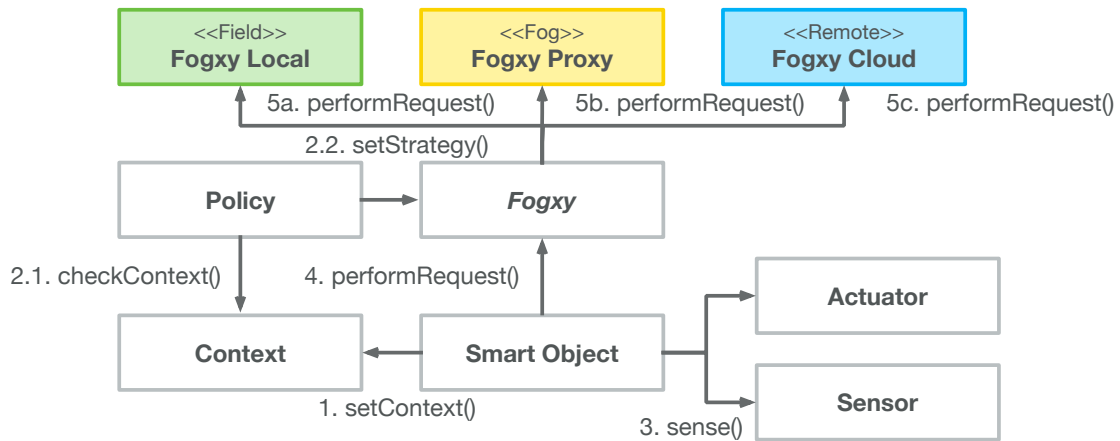 <<Field>>
Fogxy Local
<<Fog>>
Fogxy Proxy
<<Remote>>
Fogxy Cloud
5a. performRequest()
5b. performRequest()
5c. performRequest()
2.2. setStrategy()
Policy
Fogxy
2.1. checkContext()
4. performRequest()
Actuator
Context
Smart Object
1. setContext()
Sensor
3. sense()